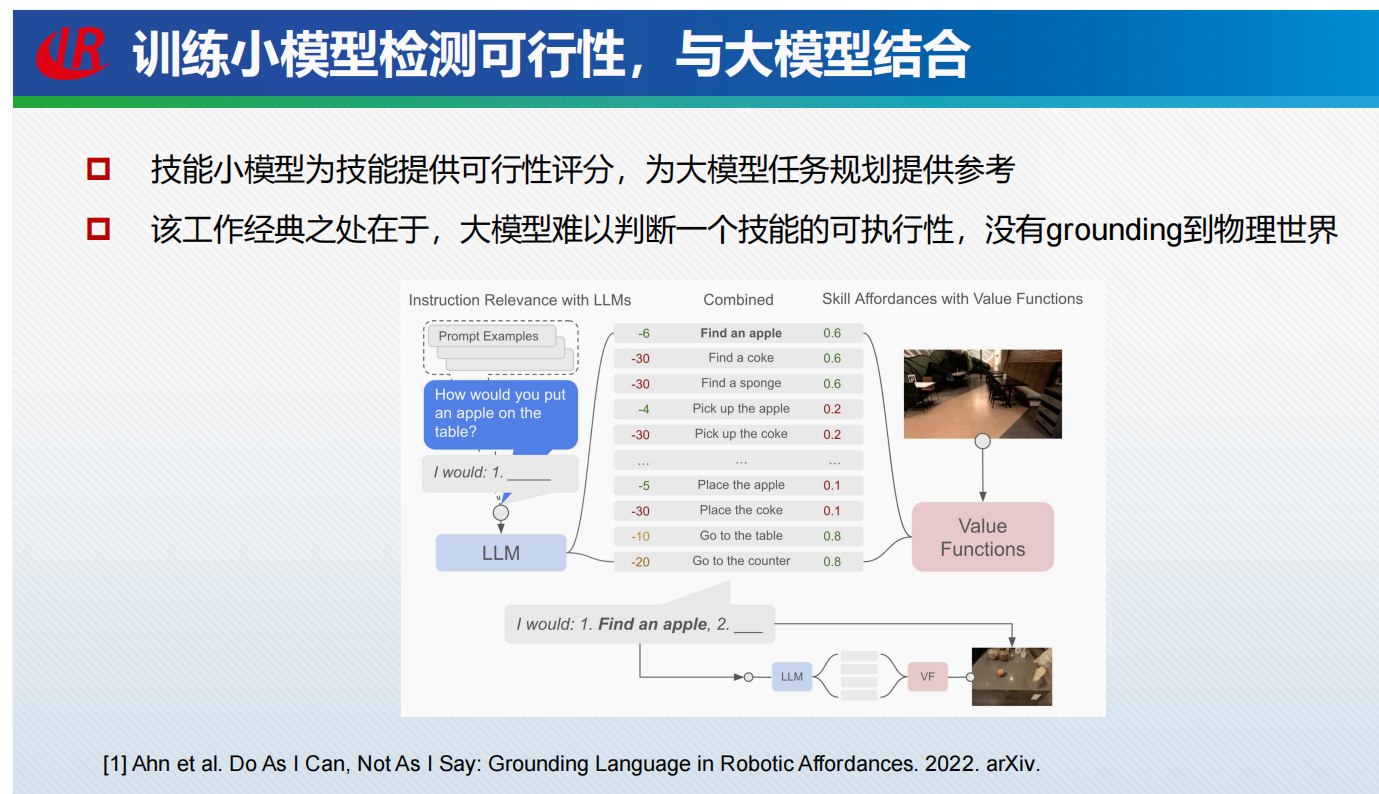 IR
训练小模型检测可行性，与大模型结合
技能小模型为技能提供可行性评分，为大模型任务规划提供参考
该工作经典之处在于，大模型难以判断一个技能的可执行性，没有grounding到物理世界
Instruction Relevance with LLMs
Combined
Skill Affordances with Value Functions
Prompt Examples
How would you put
an apple on the
table?
I would: 1. ______
LLM
-6 Find an apple 0.6
-30 Find a coke 0.6
-30 Find a sponge 0.6
-4 Pick up the apple 0.2
-30 Pick up the coke 0.2
... ... ...
-5 Place the apple 0.1
-30 Place the coke 0.1
-10 Go to the table 0.8
-20 Go to the counter 0.8
Value
Functions
I would: 1. Find an apple, 2. ___
LLM
VF
[1] Ahn et al. Do As I Can, Not As I Say: Grounding Language in Robotic Affordances. 2022. arXiv.